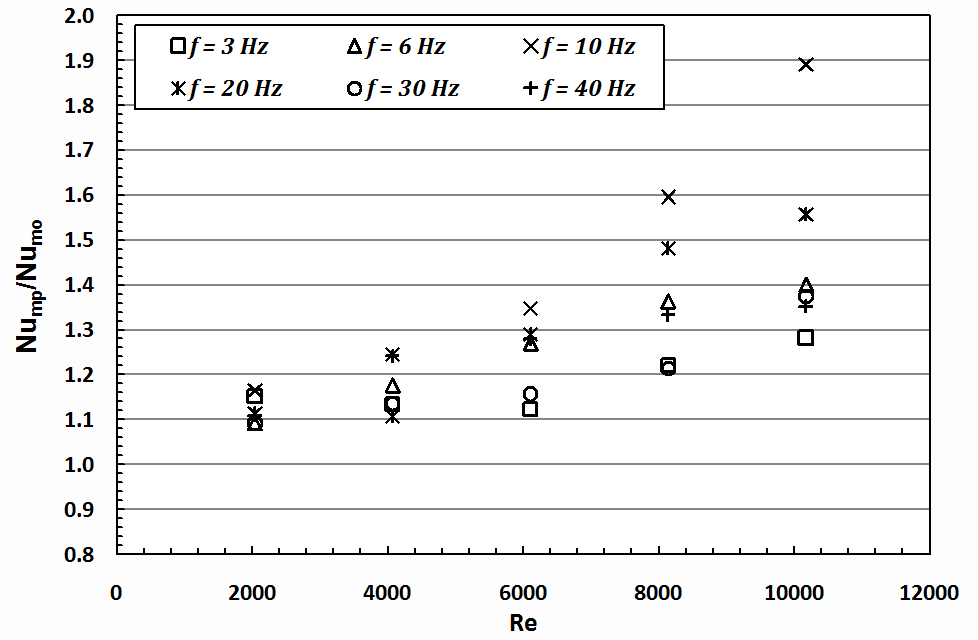 2.0
1.9
1.8
1.7
1.6
1.5
1.4
1.3
1.2
1.1
1.0
0.9
0.8
Nump/Numo
f = 3 Hz f = 6 Hz f = 10 Hz
f = 20 Hz f = 30 Hz f = 40 Hz
0 2000 4000 6000 8000 10000 12000
Re